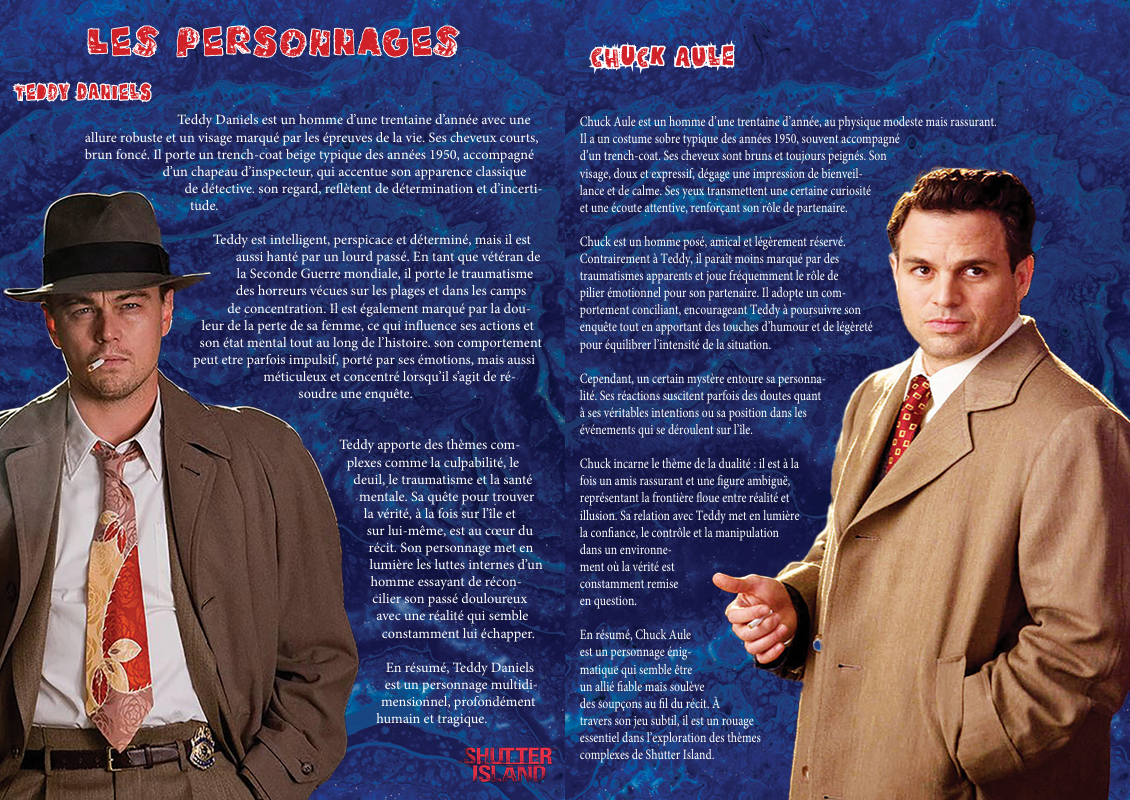 LES PERSONNAGES
TEDDY DANIELS
Teddy Daniels est un homme d'une trentaine d'année avec une
allure robuste et un visage marqué par les épreuves de la vie. Ses cheveux courts,
brun foncé. Il porte un trench-coat beige typique des années 1950, accompagné
d'un chapeau d'inspecteur, qui accentue son apparence classique
de détective. son regard, reflètent de détermination et d'incerti-
tude.
Teddy est intelligent, perspicace et déterminé, mais il est
aussi hanté par un lourd passé. En tant que vétéran de
la Seconde Guerre mondiale, il porte le traumatisme
des horreurs vécues sur les plages et dans les camps
de concentration. Il est également marqué par la dou-
leur de la perte de sa femme, ce qui influence ses actions et
son état mental tout au long de l'histoire. son comportement
peut etre parfois impulsif, porté par ses émotions, mais aussi
méticuleux et concentré lorsqu'il s'agit de ré-
soudre une enquête.
Teddy apporte des thèmes com-
plexes comme la culpabilité, le
deuil, le traumatisme et la santé
mentale. Sa quête pour trouver
la vérité, à la fois sur l'île et
sur lui-même, est au cœur du
récit. Son personnage met en
lumière les luttes internes d'un
homme essayant de récon-
cilier son passé douloureux
avec une réalité qui semble
constamment lui échapper.
En résumé, Teddy Daniels
est un personnage multidi-
mensionnel, profondément
humain et tragique.
SHUTTER
ISLAND
CHUCK AULE
Chuck Aule est un homme d'une trentaine d'année, au physique modeste mais rassurant.
Il a un costume sobre typique des années 1950, souvent accompagné
d'un trench-coat. Ses cheveux sont bruns et toujours peignés. Son
visage, doux et expressif, dégage une impression de bienveil-
lance et de calme. Ses yeux transmettent une certaine curiosité
et une écoute attentive, renforçant son rôle de partenaire.
Chuck est un homme posé, amical et légèrement réservé.
Contrairement à Teddy, il paraît moins marqué par des
traumatismes apparents et joue fréquemment le rôle de
pilier émotionnel pour son partenaire. Il adopte un com-
portement conciliant, encourageant Teddy à poursuivre son
enquête tout en apportant des touches d'humour et de légèreté
pour équilibrer l'intensité de la situation.
Cependant, un certain mystère entoure sa personna-
lité. Ses réactions suscitent parfois des doutes quant
à ses véritables intentions ou sa position dans les
événements qui se déroulent sur l'île.
Chuck incarne le thème de la dualité : il est à la
fois un amis rassurant et une figure ambiguë,
représentant la frontière floue entre réalité et
illusion. Sa relation avec Teddy met en lumière
la confiance, le contrôle et la manipulation
dans un environne-
ment où la vérité est
constamment remise
en question.
En résumé, Chuck Aule
est un personnage énig-
matique qui semble être
un allié fiable mais soulève
des soupçons au fil du récit. À
travers son jeu subtil, il est un rouage
essentiel dans l'exploration des thèmes
complexes de Shutter Island.